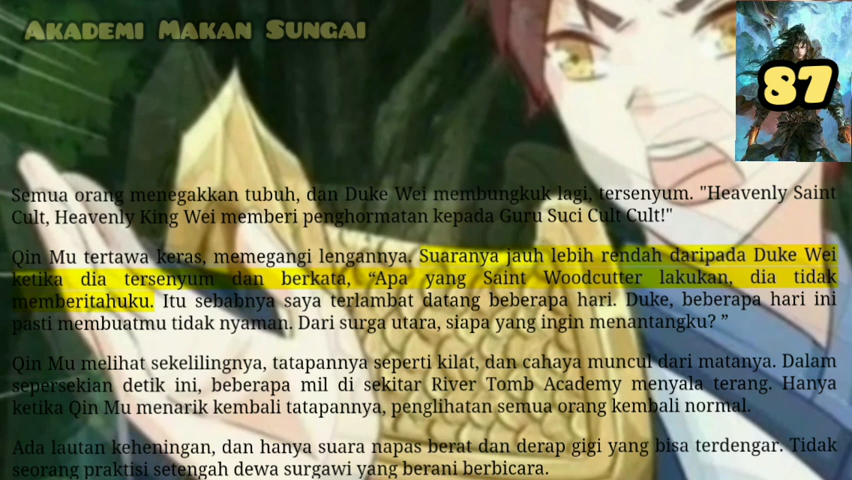 Akademi Makan Sungai
87
Semua orang menegakkan tubuh, dan Duke Wei membungkuk lagi, tersenyum. "Heavenly Saint
Cult, Heavenly King Wei memberi penghormatan kepada Guru Suci Cult Cult!"
Qin Mu tertawa keras, memegangi lengannya. Suaranya jauh lebih rendah daripada Duke Wei
ketika dia tersenyum dan berkata, “Apa yang Saint Woodcutter lakukan, dia tidak
memberitahuku. Itu sebabnya saya terlambat datang beberapa hari. Duke, beberapa hari ini
pasti membuatmu tidak nyaman. Dari surga utara, siapa yang ingin menantangku? ”
Qin Mu melihat sekelilingnya, tatapannya seperti kilat, dan cahaya muncul dari matanya. Dalam
sepersekian detik ini, beberapa mil di sekitar River Tomb Academy menyala terang. Hanya
ketika Qin Mu menarik kembali tatapannya, penglihatan semua orang kembali normal.
Ada lautan keheningan, dan hanya suara napas berat dan derap gigi yang bisa terdengar. Tidak
seorang praktisi setengah dewa surgawi yang berani berbicara.